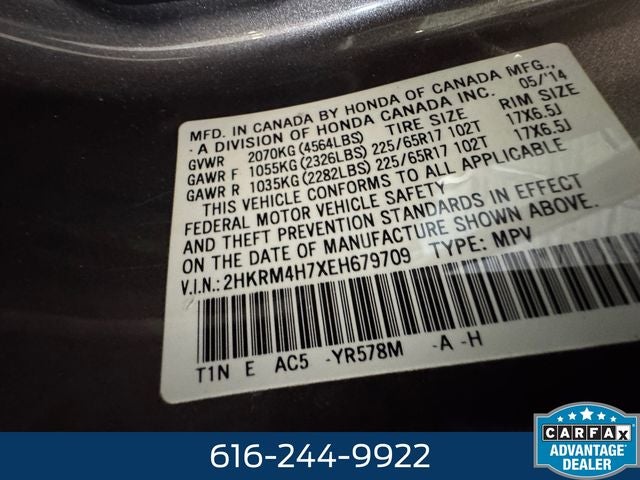 MFD. IN CANADA BY HONDA OF CANADA MFG.,
A DIVISION OF HONDA CANADA INC. 05/'14
TIRE SIZE RIM SIZE
GVWR 2070KG(4564LBS)
GAWR F 1055KG(2326LBS) 225/65R17 102T 17X6.5J
GAWR R 1035KG(2282LBS) 225/65R17 102T 17X6.5J
THIS VEHICLE CONFORMS TO ALL APPLICABLE
FEDERAL MOTOR VEHICLE SAFETY
AND THEFT PREVENTION STANDARDS IN EFFECT
ON THE DATE OF MANUFACTURE SHOWN ABOVE.
V.I.N.:2HKRM4H7XEH679709 TYPE: MPV
T1N E AC5 -YR578M -A -H
616-244-9922
CARFAX
ADVANTAGE
DEALER